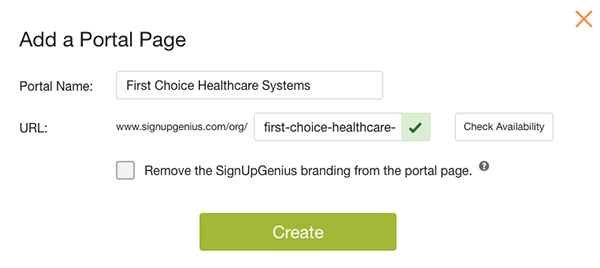 Add a Portal Page
Portal Name: First Choice Healthcare Systems
URL: www.signupgenius.com/org/ first-choice-healthcare- Check Availability
Remove the SignUpGenius branding from the portal page. ?
Create